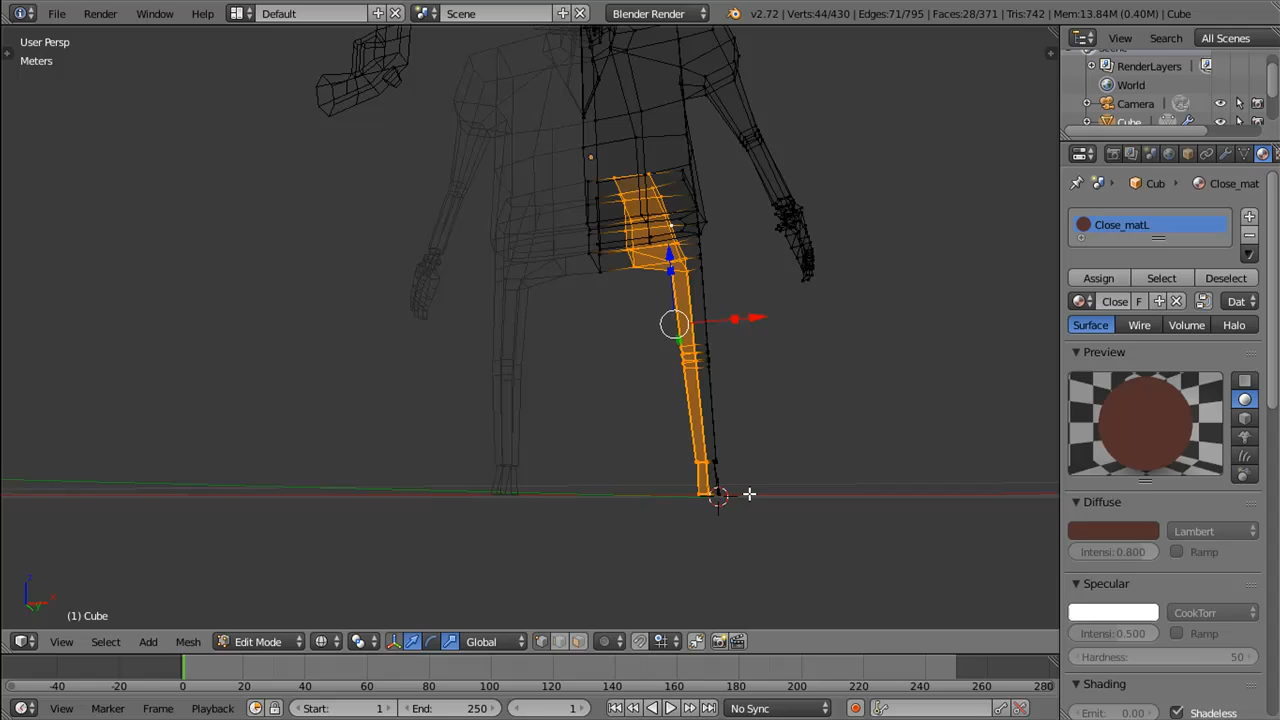 File Render Window Help Default Scene Blender Render v2.72 | Verts:44/430 | Edges:71/795 | Faces:28/371 | Tris:742 | Mem:13.84M (0.40M) | Cube
User Persp
Meters
View Search All Scenes
RenderLayers
World
Camera
Cube
Cub Close_mat
Close_matL
Assign Select Deselect
Close F Dat
Surface Wire Volume Halo
Preview
Diffuse
Lambert
Intensi: 0.800 Ramp
Specular
CookTorr
Intensi: 0.500 Ramp
Hardness: 50
Shading
Emit: 0.00 Shadeless
z
x
y
(1) Cube
View Select Add Mesh Edit Mode Global
-40 -20 0 20 40 60 80 100 120 140 160 180 200 220 240 260 280
View Marker Frame Playback Start: 1 End: 250 1 No Sync